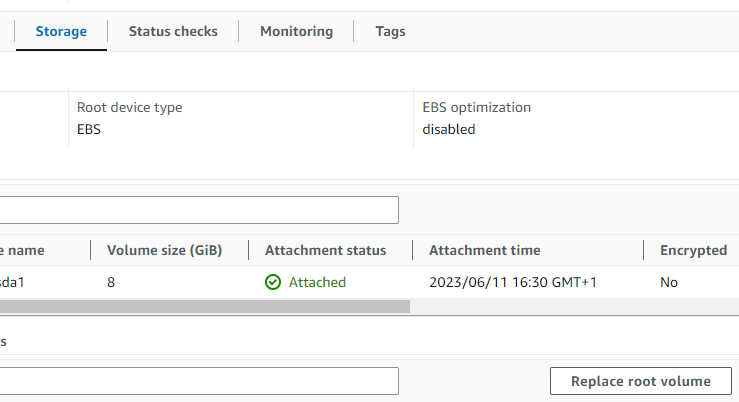 Storage Status checks Monitoring Tags
Root device type EBS optimization
EBS disabled
name Volume size (GiB) Attachment status Attachment time Encrypted
sda1 8 Attached 2023/06/11 16:30 GMT+1 No
s
Replace root volume